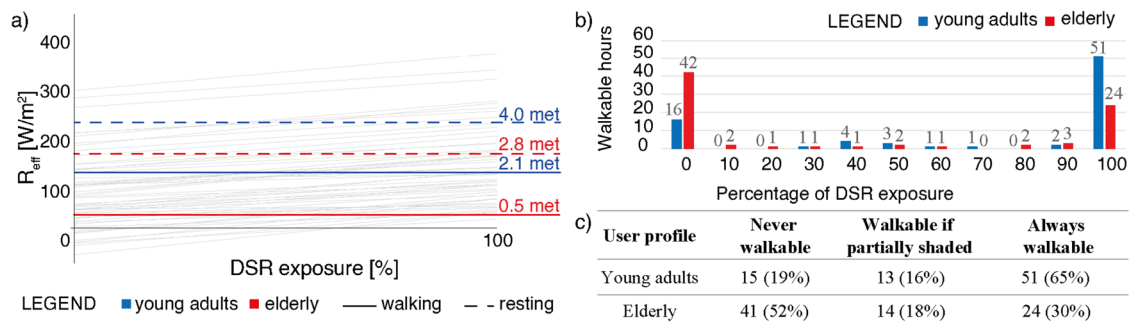 a)
400
300
200
100
0
R_eff [W/m²]
4.0 met
2.8 met
2.1 met
0.5 met
100
DSR exposure [%]
LEGEND young adults elderly walking resting
b)
LEGEND young adults elderly
Walkable hours
60
50
40
30
20
10
0
16 42 0 2 0 1 1 1 4 1 3 2 1 1 1 0 0 2 2 3 51 24
0 10 20 30 40 50 60 70 80 90 100
Percentage of DSR exposure
c)
User profile Never walkable Walkable if partially shaded Always walkable
Young adults 15 (19%) 13 (16%) 51 (65%)
Elderly 41 (52%) 14 (18%) 24 (30%)